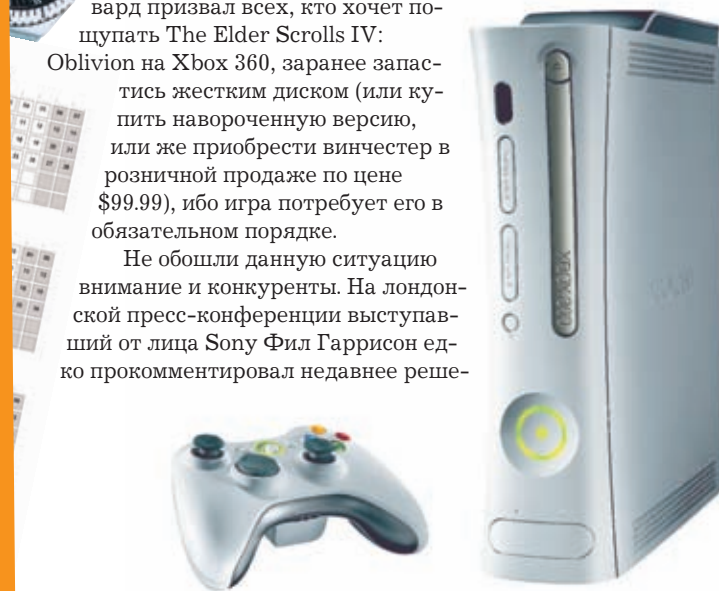 вард призвал всех, кто хочет по-
щупать The Elder Scrolls IV:
Oblivion на Xbox 360, заранее запас-
тись жестким диском (или ку-
пить навороченную версию,
или же приобрести винчестер в
розничной продаже по цене
$99.99), ибо игра потребует его в
обязательном порядке.
Не обошли данную ситуацию
внимание и конкуренты. На лондон-
ской пресс-конференции выступав-
ший от лица Sony Фил Гаррисон ед-
ко прокомментировал недавнее реше-
XBOX 360